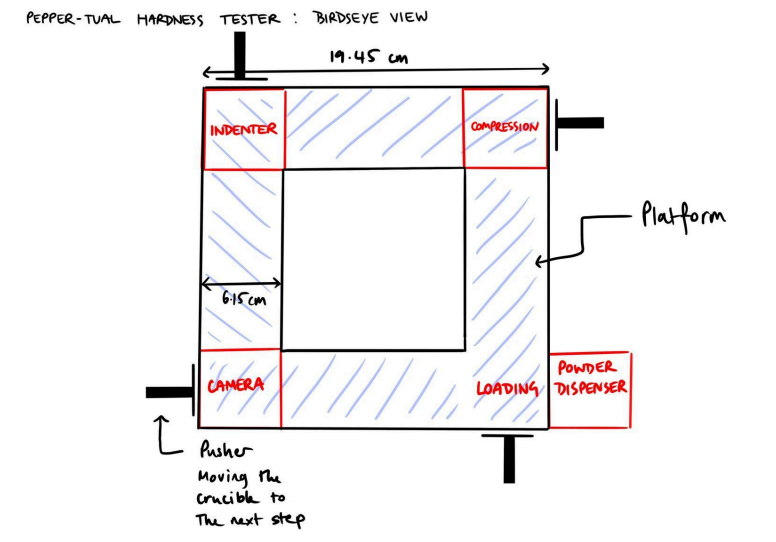 PEPPER-TUAL HARDNESS TESTER : BIRDSEYE VIEW
19.45 cm
INDENTER
COMPRESSION
Platform
6.15 cm
CAMERA
LOADING
POWDER
DISPENSER
Pusher
Moving the
crucible to
The next step